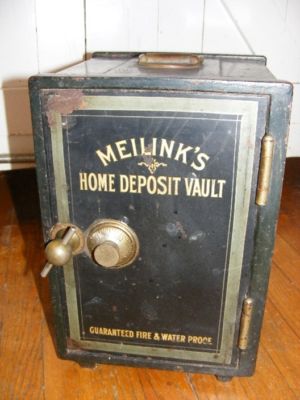 MEILINK'S
HOME DEPOSIT VAULT
GUARANTEED FIRE & WATER PROOF